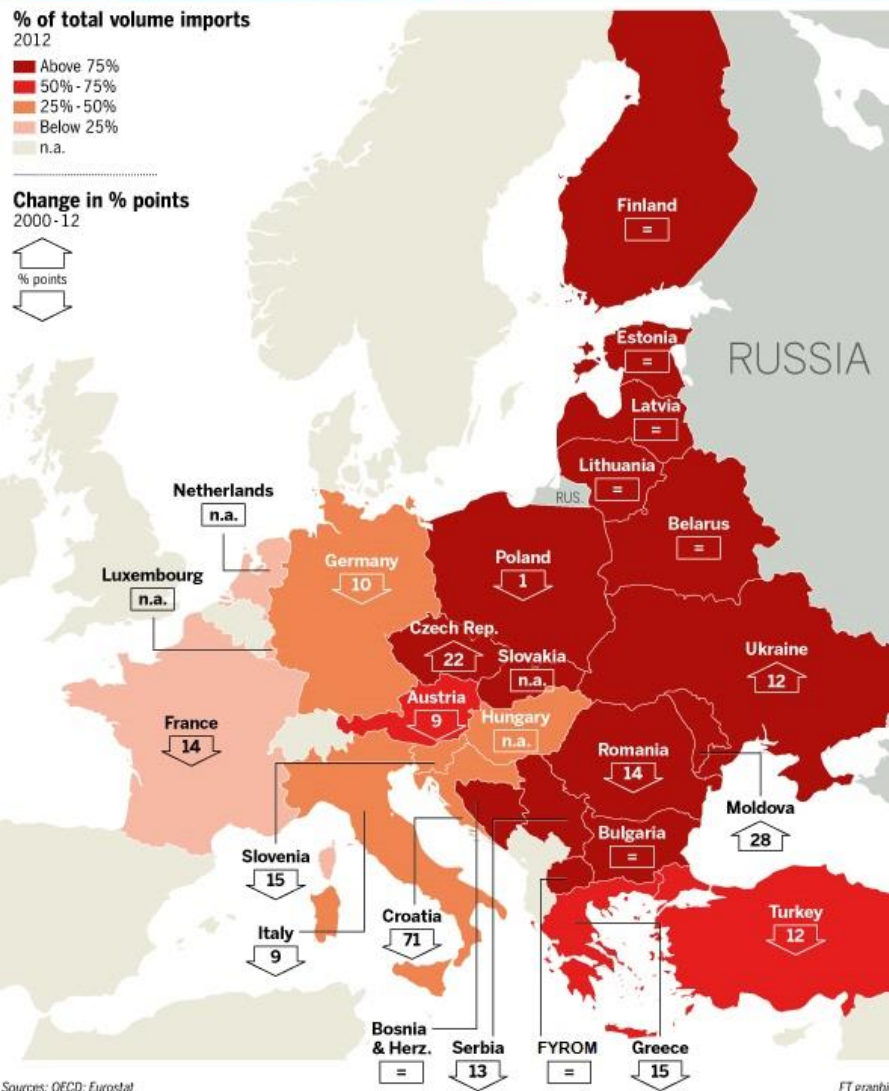 % of total volume imports
2012
Above 75%
50%-75%
25%-50%
Below 25%
n.a.
Change in % points
2000-12
% points
Finland
=
RUSSIA
Estonia
=
Latvia
=
Lithuania
=
RUS.
Belarus
=
Netherlands
n.a.
Luxembourg
n.a.
Germany
10
Poland
1
Czech Rep.
22
Slovakia
n.a.
Ukraine
12
Austria
9
Hungary
n.a.
France
14
Romania
14
Moldova
28
Bulgaria
=
Slovenia
15
Italy
9
Croatia
71
Turkey
12
Bosnia
& Herz.
=
Serbia
13
FYROM
=
Greece
15
Sources: OECD; Eurostat
FT graphi